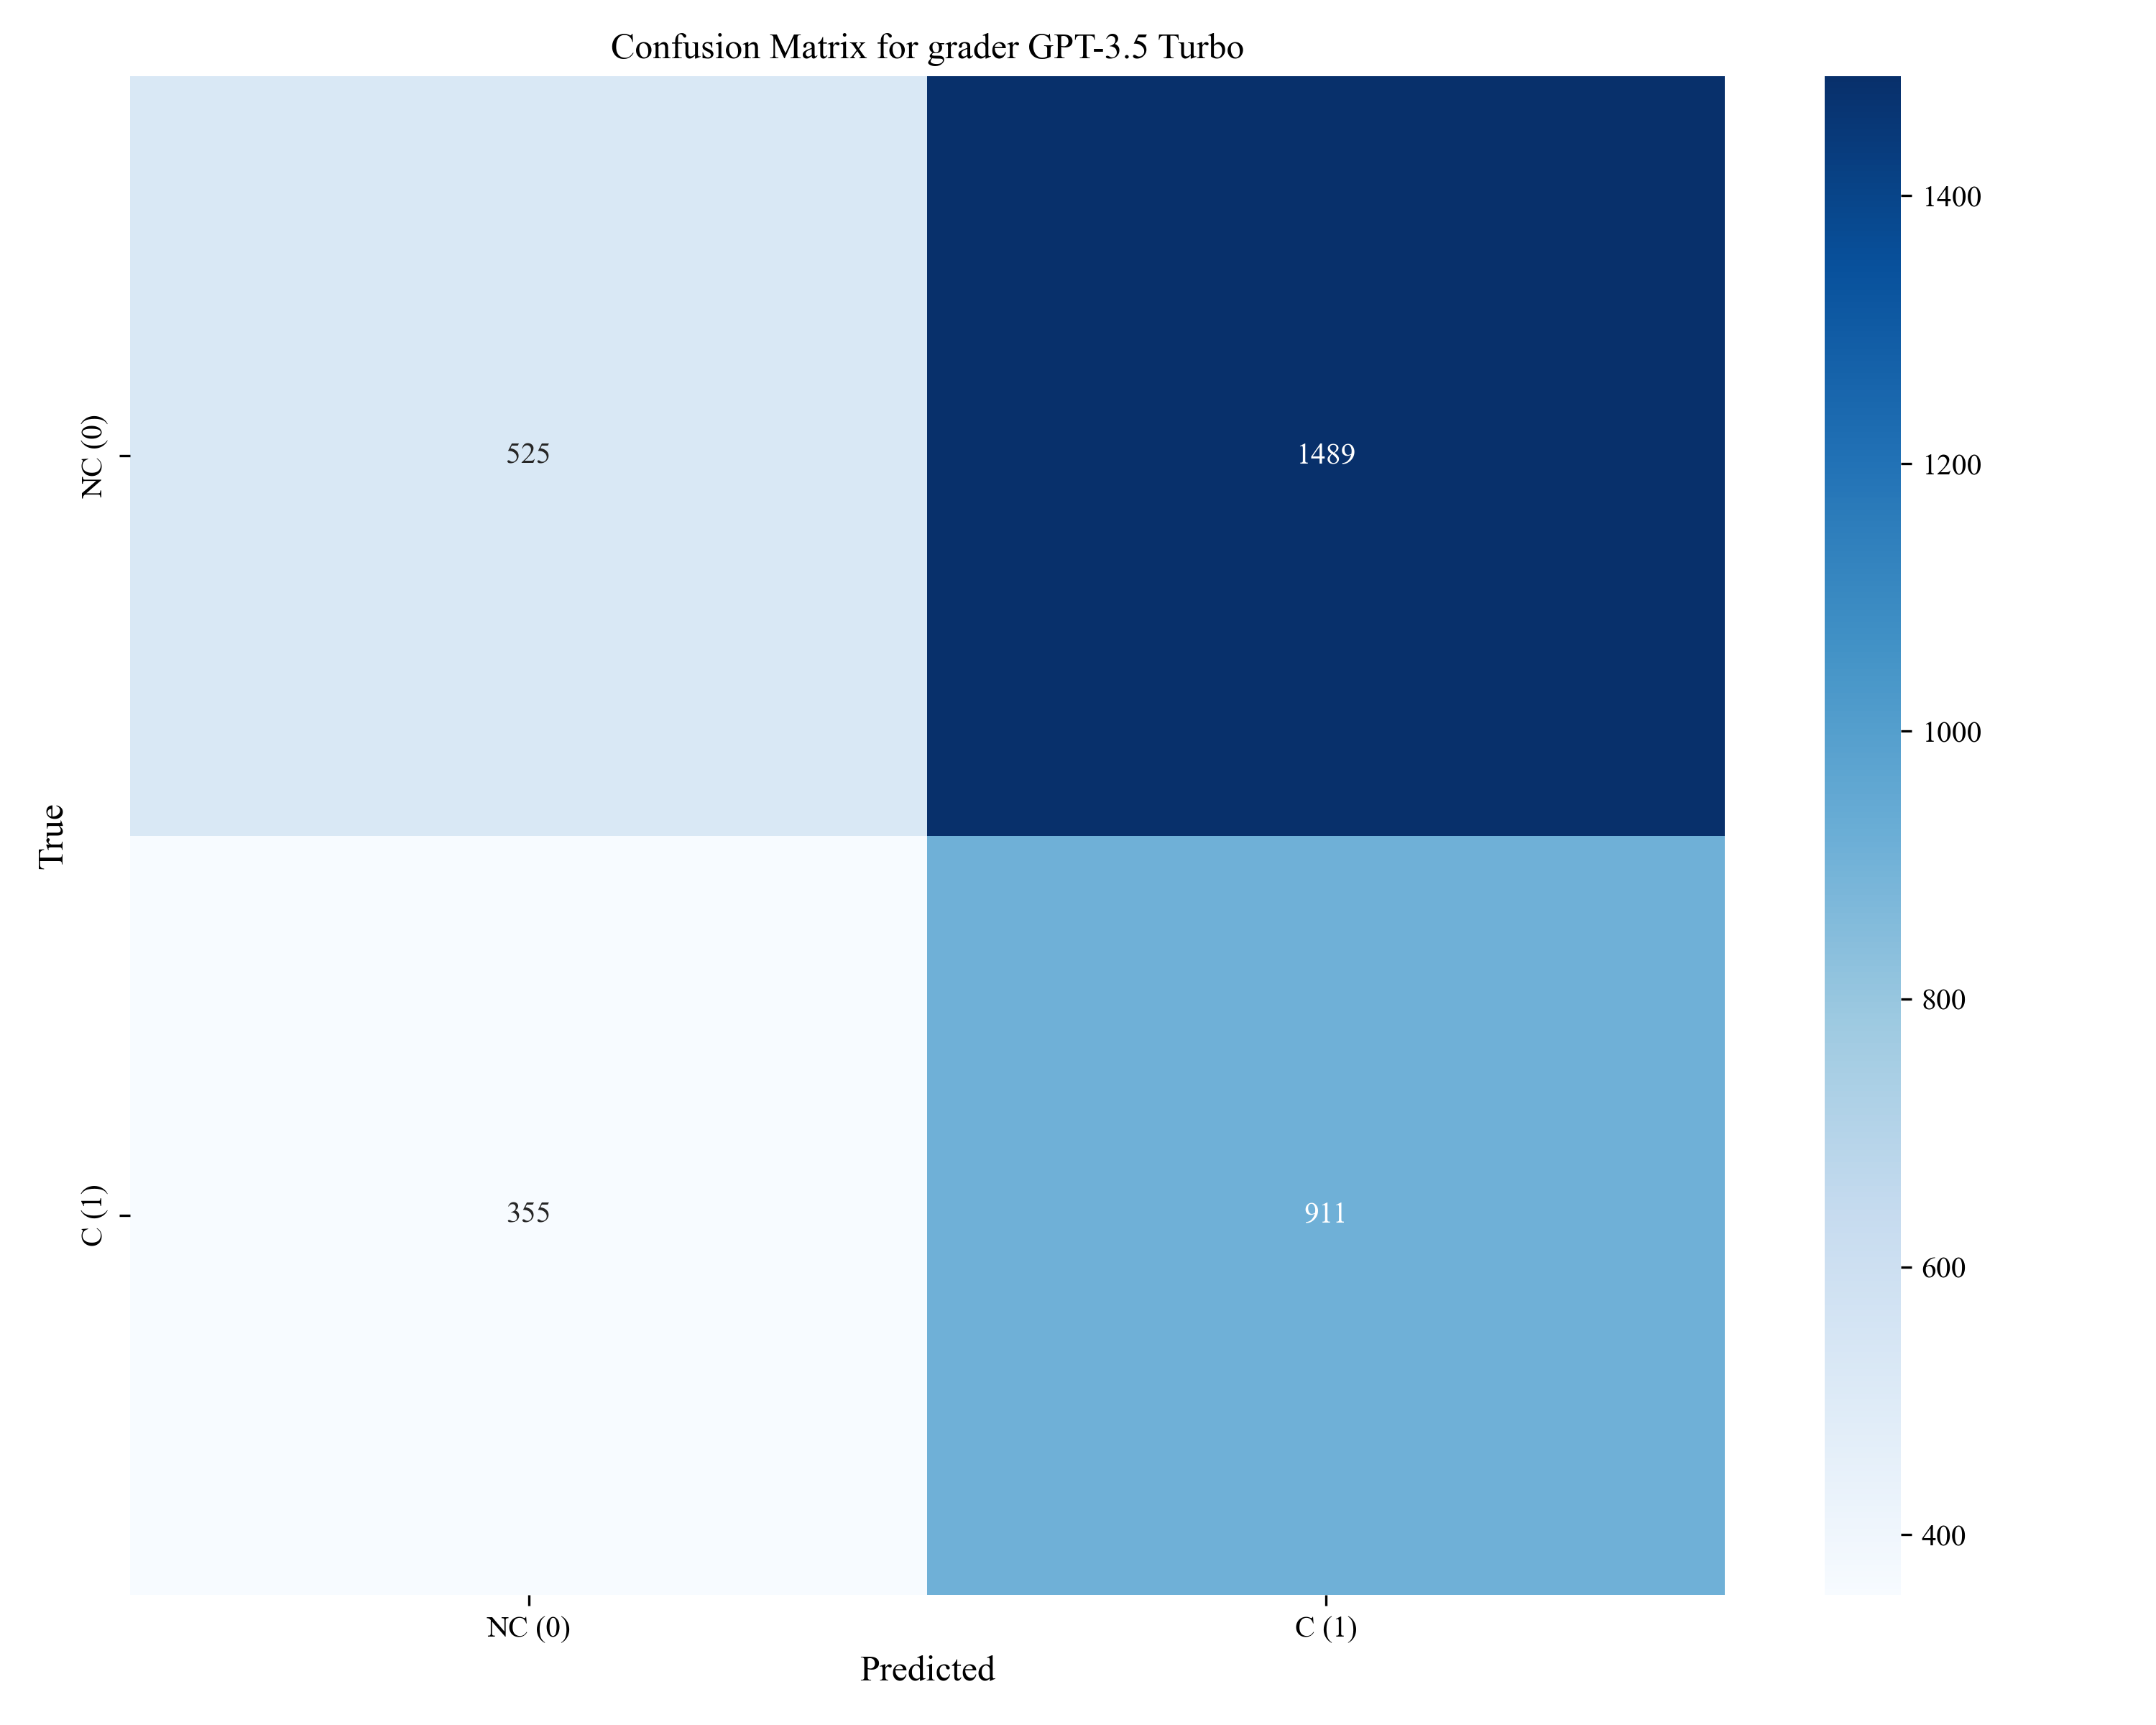 Confusion Matrix for grader GPT-3.5 Turbo
True
NC (0)
C (1)
525
1489
355
911
NC (0)
C (1)
Predicted
1400
1200
1000
800
600
400